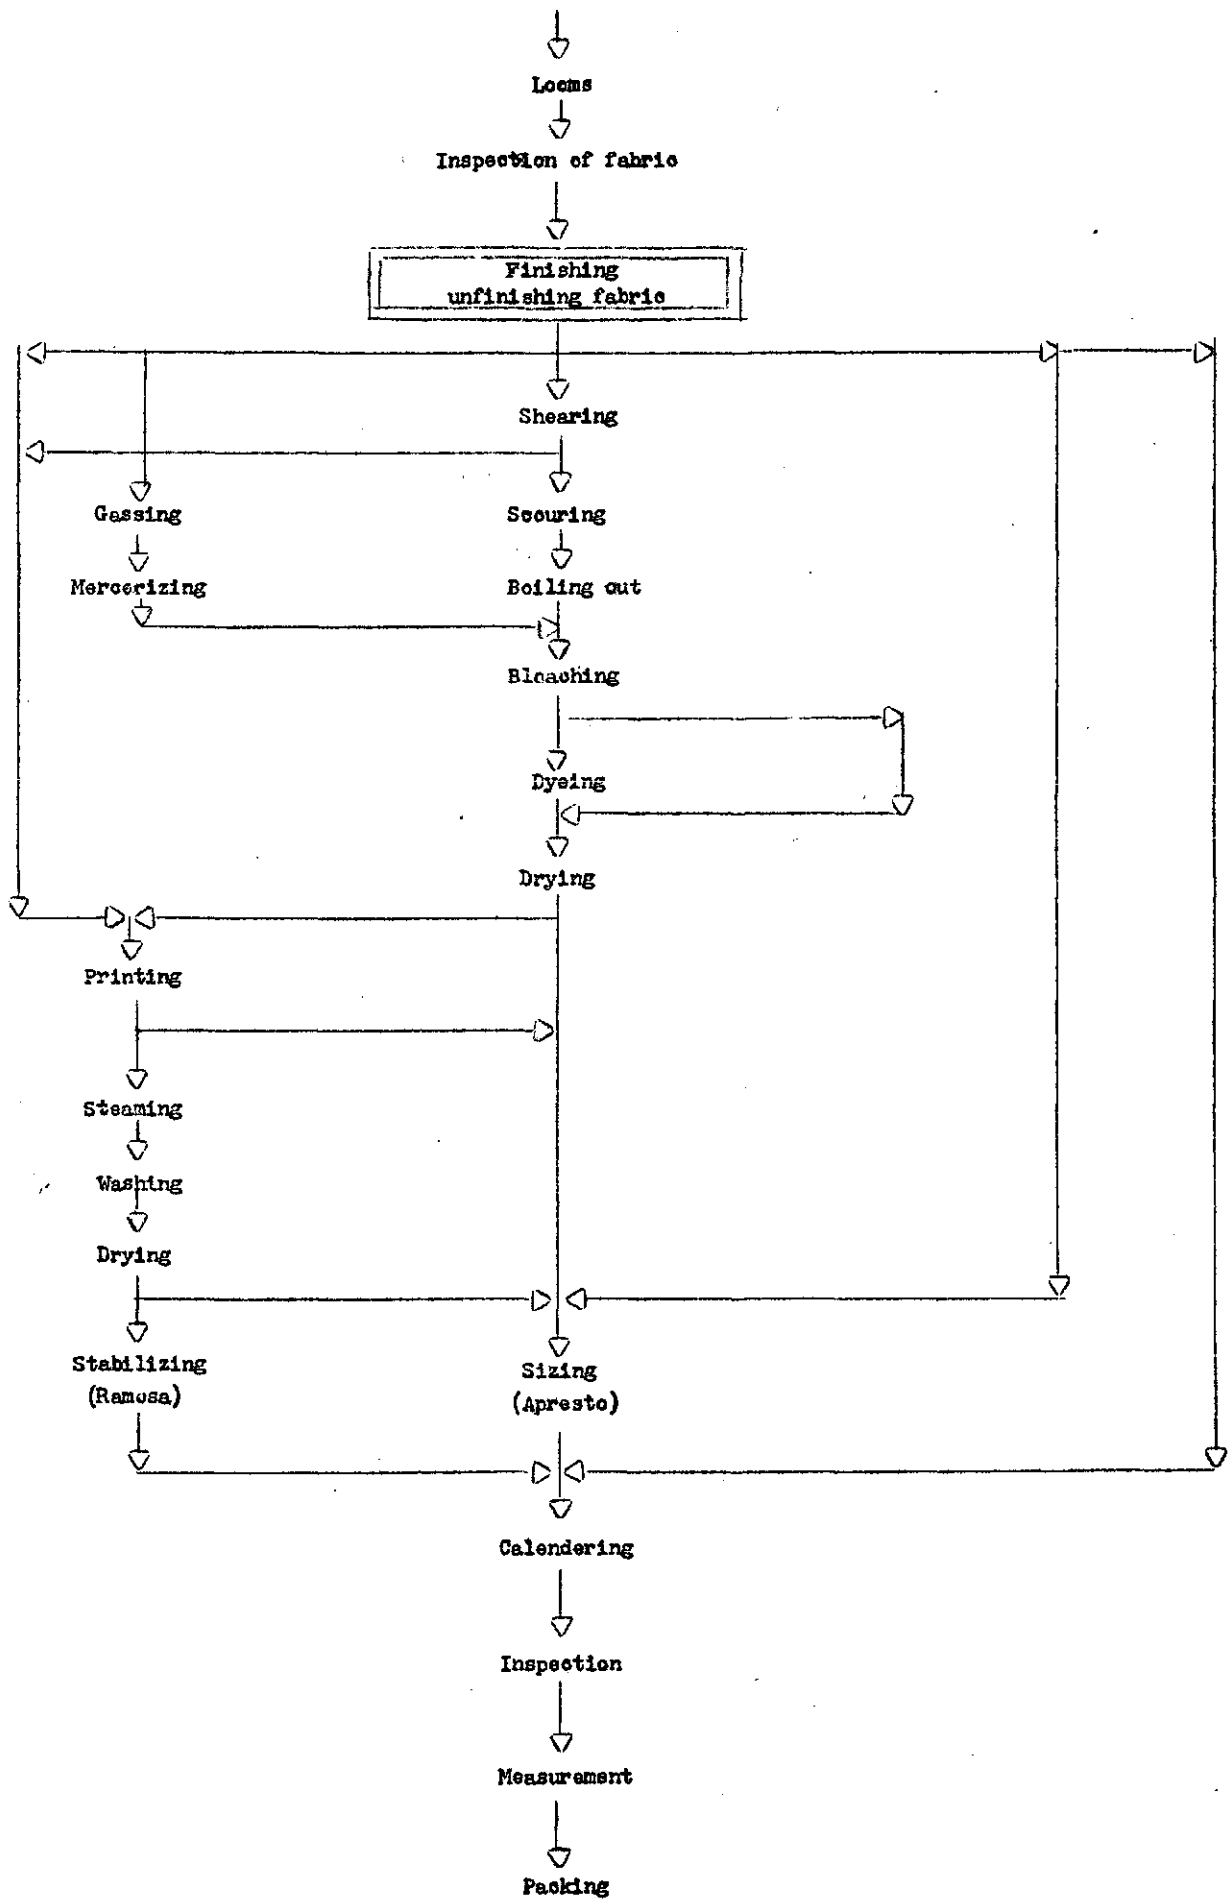 Looms
Inspection of fabric
Finishing
unfinishing fabric
Shearing
Gassing
Scouring
Mercerizing
Boiling out
Bleaching
Dyeing
Drying
Printing
Steaming
Washing
Drying
Stabilizing
(Ramosa)
Sizing
(Apresto)
Calendering
Inspection
Measurement
Packing